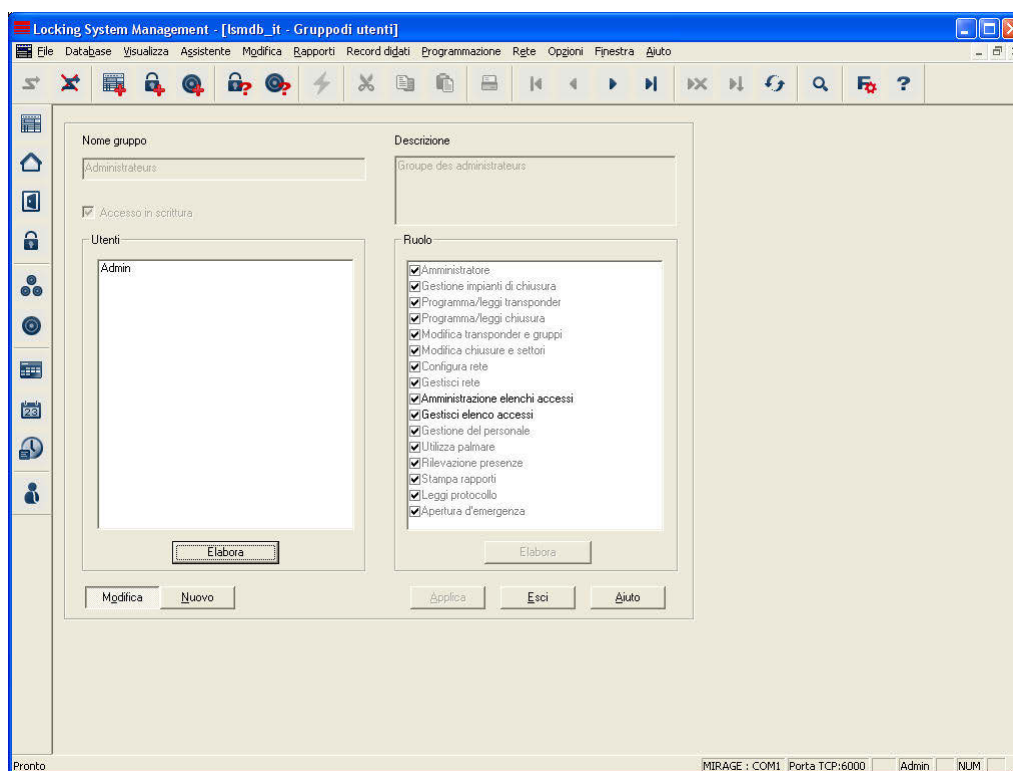 Locking System Management - [lsmdb_it - Gruppodi utenti]
File Database Visualizza Assistente Modifica Rapporti Record didati Programmazione Rete Opzioni Finestra Aiuto
23
Nome gruppo
Administrateurs
Descrizione
Groupe des administrateurs
Accesso in scrittura
Utenti
Admin
Elabora
Ruolo
Amministratore
Gestione impianti di chiusura
Programma/leggi transponder
Programma/leggi chiusura
Modifica transponder e gruppi
Modifica chiusure e settori
Configura rete
Gestisci rete
Amministrazione elenchi accessi
Gestisci elenco accessi
Gestione del personale
Utilizza palmare
Rilevazione presenze
Stampa rapporti
Leggi protocollo
Apertura d'emergenza
Elabora
Modifica Nuovo Applica Esci Aiuto
Pronto MIRAGE : COM1 Porta TCP:6000 Admin NUM